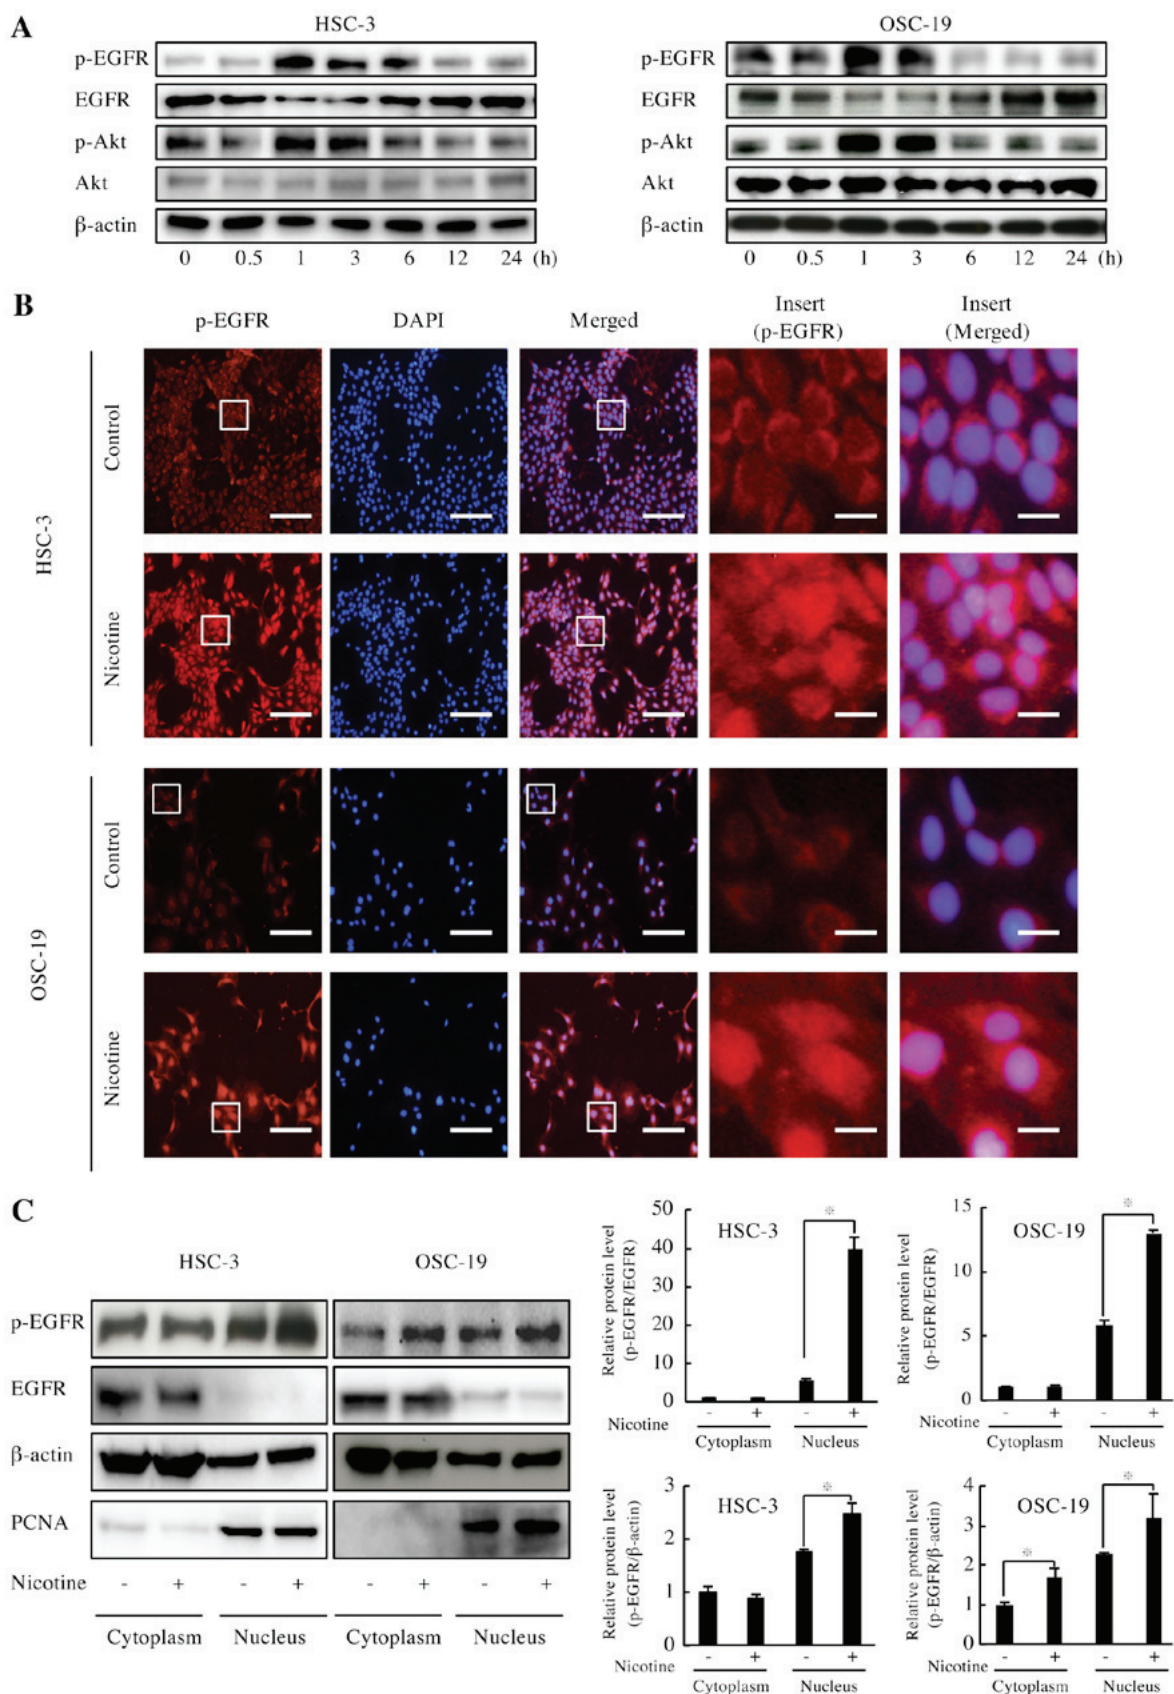 A
HSC-3
OSC-19
p-EGFR
EGFR
p-Akt
Akt
β-actin
0 0.5 1 3 6 12 24 (h)
p-EGFR
EGFR
p-Akt
Akt
β-actin
0 0.5 1 3 6 12 24 (h)
B
p-EGFR
DAPI
Merged
Insert
(p-EGFR)
Insert
(Merged)
HSC-3
Control
Nicotine
OSC-19
Control
Nicotine
C
HSC-3
OSC-19
p-EGFR
EGFR
β-actin
PCNA
Nicotine - + - + - + - +
Cytoplasm Nucleus Cytoplasm Nucleus
Relative protein level
(p-EGFR/EGFR)
50
40
30
20
10
0
HSC-3
※
Nicotine - + - +
Cytoplasm Nucleus
Relative protein level
(p-EGFR/EGFR)
15
10
5
0
OSC-19
※
Nicotine - + - +
Cytoplasm Nucleus
Relative protein level
(p-EGFR/β-actin)
3
2
1
0
HSC-3
※
Nicotine - + - +
Cytoplasm Nucleus
Relative protein level
(p-EGFR/β-actin)
4
3
2
1
0
OSC-19
※
※
Nicotine - + - +
Cytoplasm Nucleus